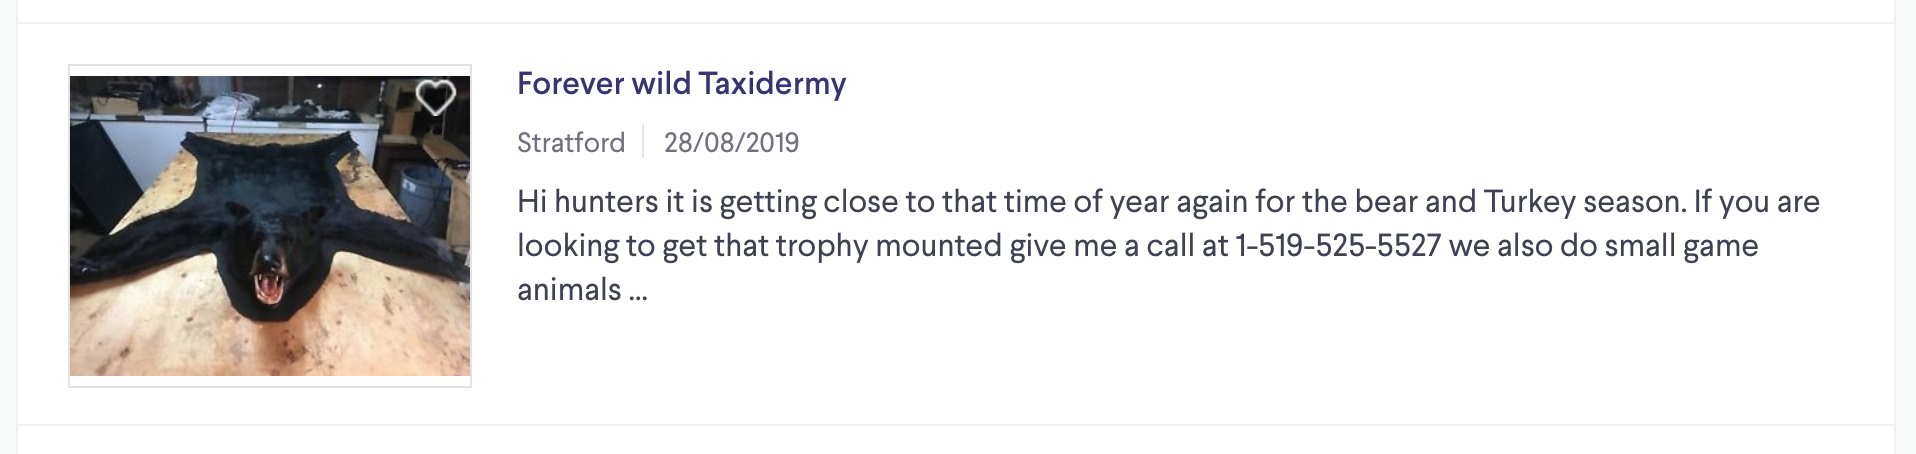 Forever wild Taxidermy
Stratford 28/08/2019
Hi hunters it is getting close to that time of year again for the bear and Turkey season. If you are
looking to get that trophy mounted give me a call at 1-519-525-5527 we also do small game
animals ...